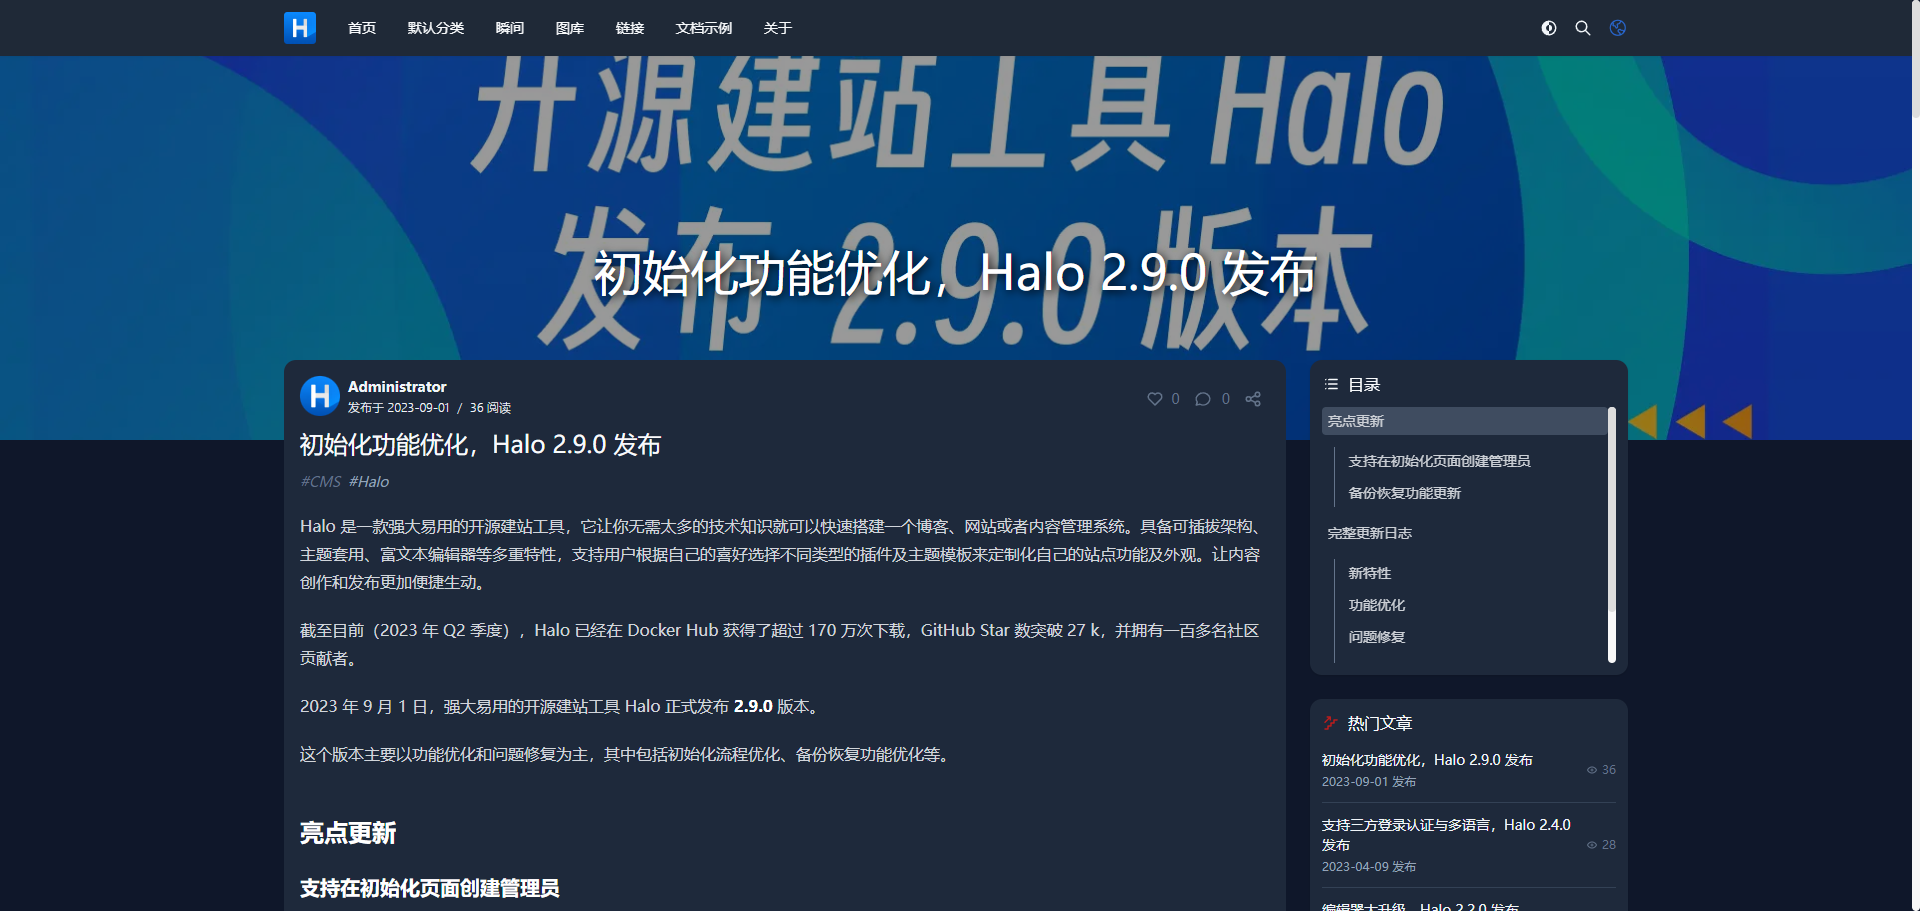 H 首页 默认分类 瞬间 图库 链接 文档示例 关于
开源建站工具 Halo
发布 2.9.0 版本
初始化功能优化，Halo 2.9.0 发布
H Administrator
发布于 2023-09-01 / 36 阅读
0 0
初始化功能优化，Halo 2.9.0 发布
#CMS #Halo
Halo 是一款强大易用的开源建站工具，它让你无需太多的技术知识就可以快速搭建一个博客、网站或者内容管理系统。具备可插拔架构、
主题套用、富文本编辑器等多重特性，支持用户根据自己的喜好选择不同类型的插件及主题模板来定制化自己的站点功能及外观。让内容
创作和发布更加便捷生动。
截至目前（2023 年 Q2 季度），Halo 已经在 Docker Hub 获得了超过 170 万次下载，GitHub Star 数突破 27 k，并拥有一百多名社区
贡献者。
2023 年 9 月 1 日，强大易用的开源建站工具 Halo 正式发布 2.9.0 版本。
这个版本主要以功能优化和问题修复为主，其中包括初始化流程优化、备份恢复功能优化等。
亮点更新
支持在初始化页面创建管理员
目录
亮点更新
支持在初始化页面创建管理员
备份恢复功能更新
完整更新日志
新特性
功能优化
问题修复
热门文章
初始化功能优化，Halo 2.9.0 发布
2023-09-01 发布
36
支持三方登录认证与多语言，Halo 2.4.0
发布
2023-04-09 发布
28
编辑器大升级，Halo 2.2.0 发布